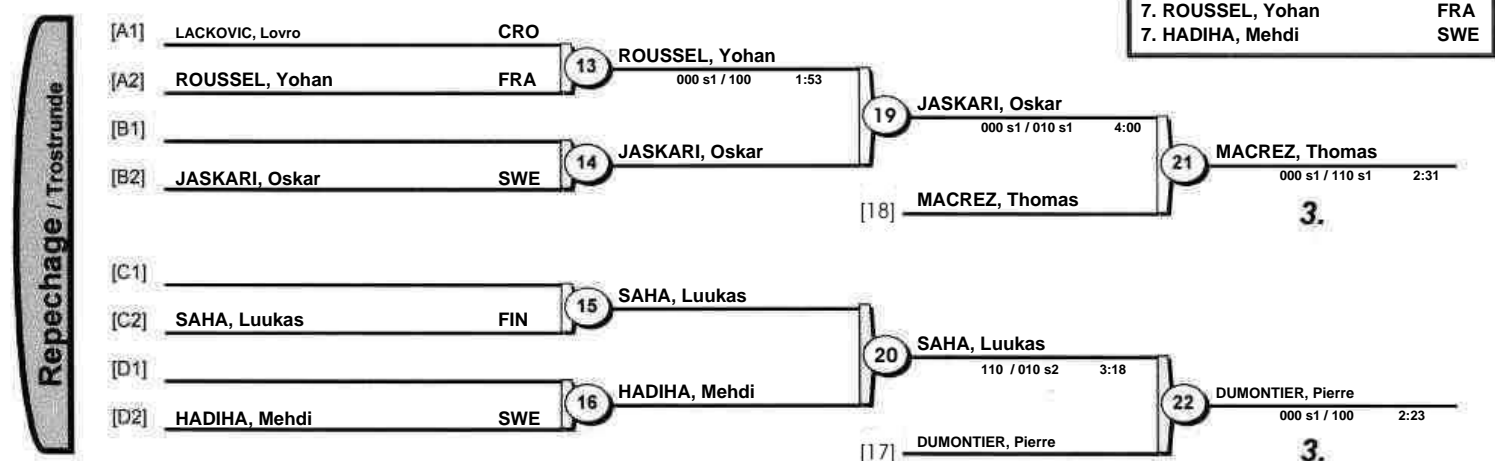 7. ROUSSEL, Yohan FRA
7. HADIHA, Mehdi SWE
Repechage / Trostrunde
[A1] LACKOVIC, Lovro CRO
[A2] ROUSSEL, Yohan FRA
13 ROUSSEL, Yohan
000 s1 / 100 1:53
[B1]
[B2] JASKARI, Oskar SWE
14 JASKARI, Oskar
19 JASKARI, Oskar
000 s1 / 010 s1 4:00
[18] MACREZ, Thomas
21 MACREZ, Thomas
000 s1 / 110 s1 2:31
3.
[C1]
[C2] SAHA, Luukas FIN
15 SAHA, Luukas
[D1]
[D2] HADIHA, Mehdi SWE
16 HADIHA, Mehdi
20 SAHA, Luukas
110 / 010 s2 3:18
[17] DUMONTIER, Pierre
22 DUMONTIER, Pierre
000 s1 / 100 2:23
3.